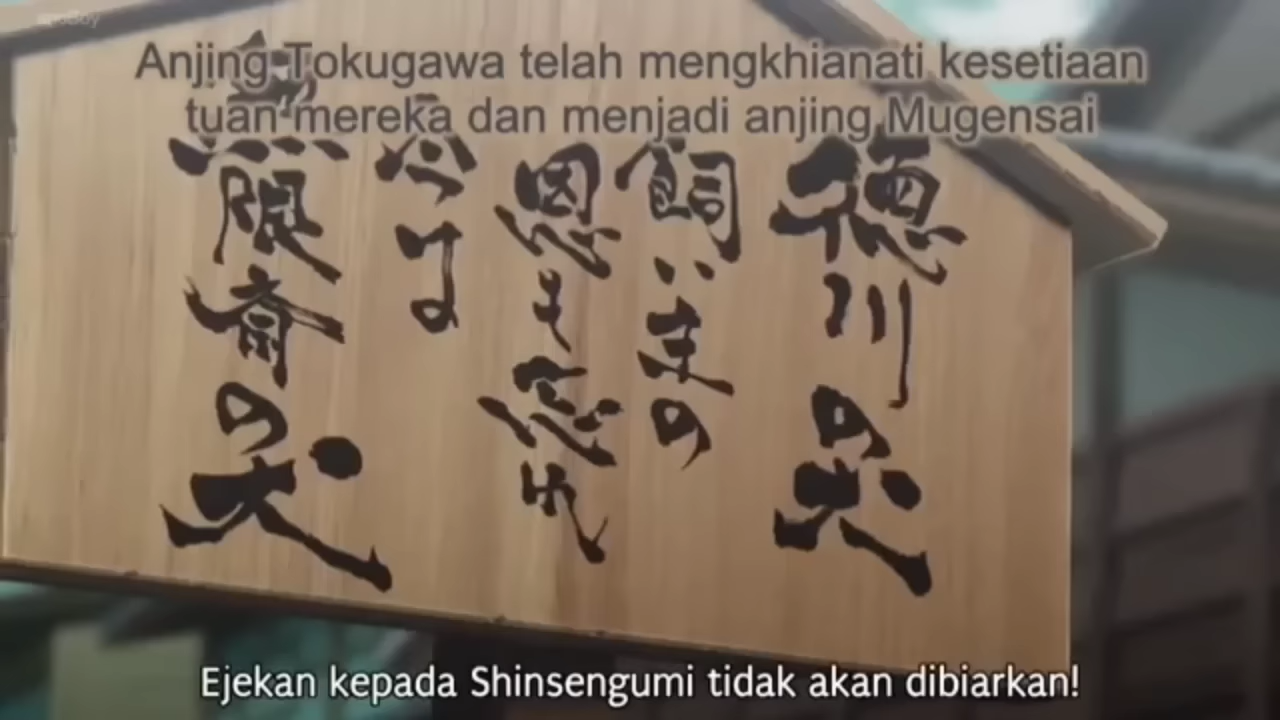 Anjing Tokugawa telah mengkhianati kesetiaan
tuan mereka dan menjadi anjing Mugensai
徳川の犬
飼い主の
恩も忘れ
今は
無限斎の犬
Ejekan kepada Shinsengumi tidak akan dibiarkan!